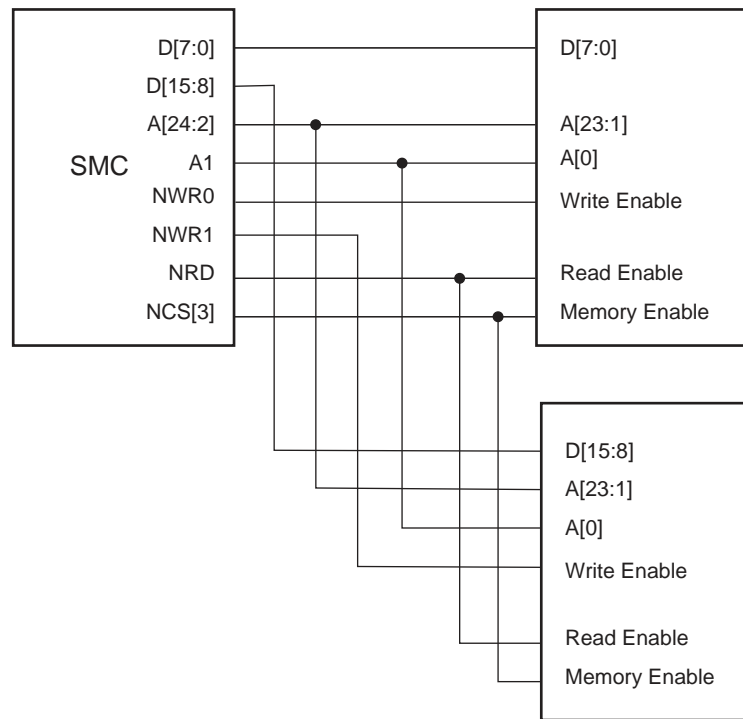 D[7:0]
D[15:8]
A[24:2]
A1
SMC
NWR0
NWR1
NRD
NCS[3]
D[7:0]
A[23:1]
A[0]
Write Enable
Read Enable
Memory Enable
D[15:8]
A[23:1]
A[0]
Write Enable
Read Enable
Memory Enable